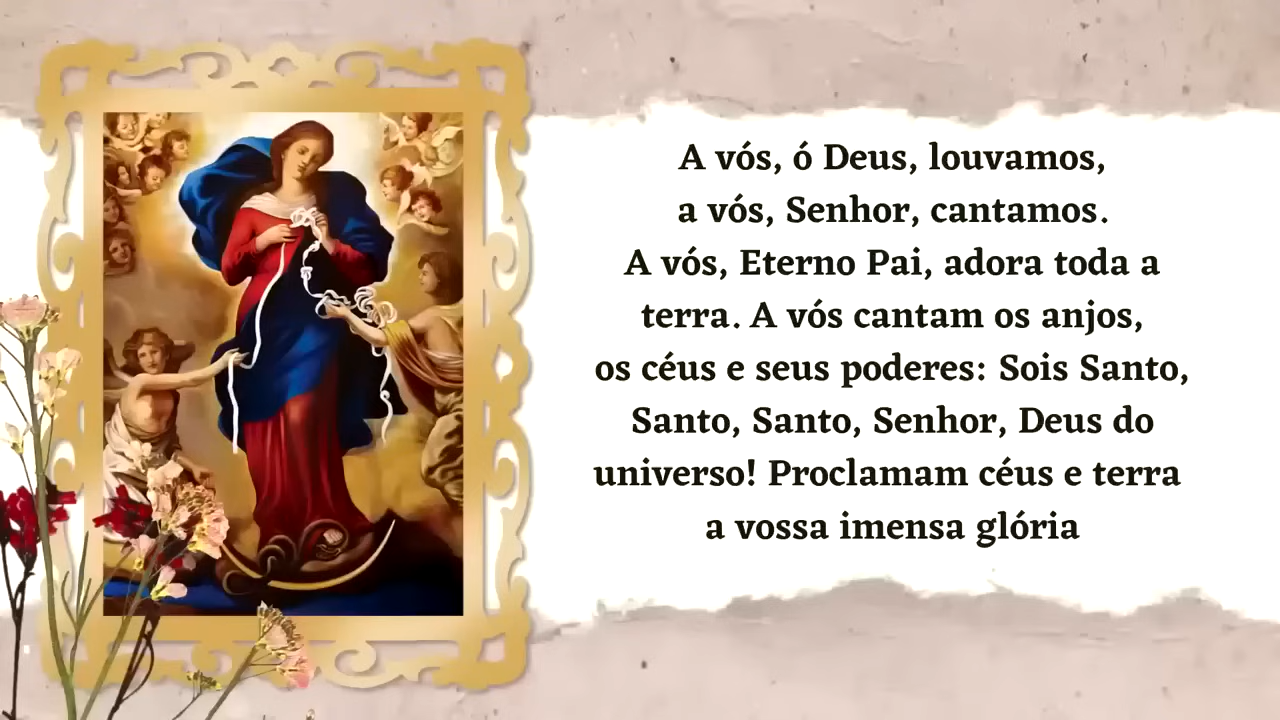 A vós, ó Deus, louvamos,
a vós, Senhor, cantamos.
A vós, Eterno Pai, adora toda a
terra. A vós cantam os anjos,
os céus e seus poderes: Sois Santo,
Santo, Santo, Senhor, Deus do
universo! Proclamam céus e terra
a vossa imensa glória